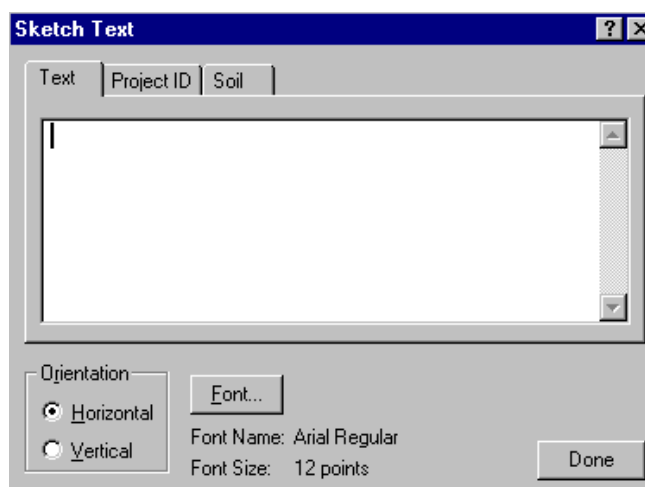 Sketch Text
Text Project ID Soil
Orientation
Horizontal
Vertical
Font...
Font Name: Arial Regular
Font Size: 12 points
Done